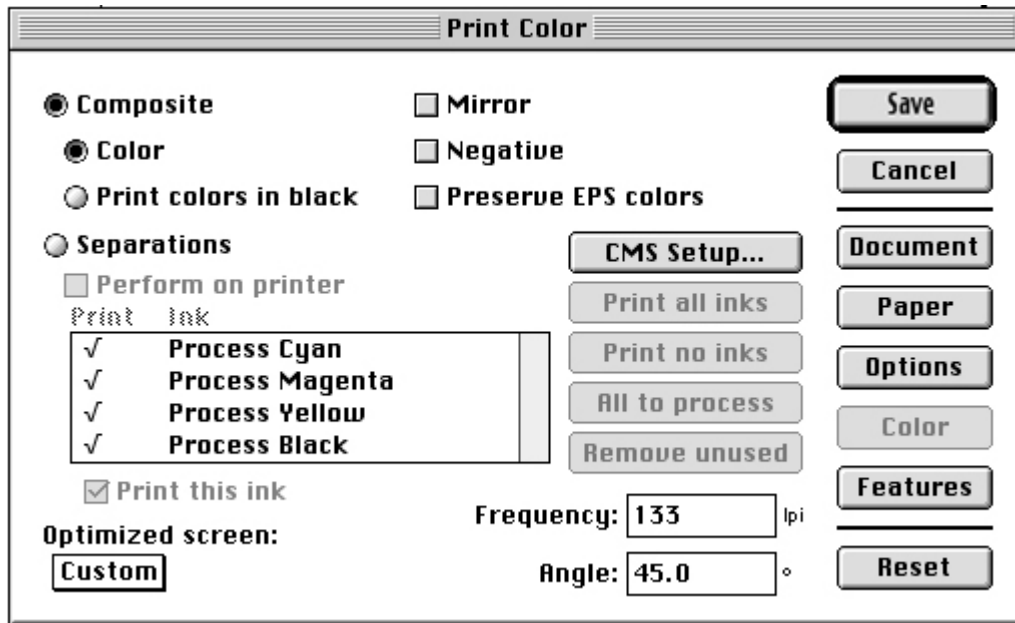 Print Color
Composite
Mirror
Save
Color
Negative
Cancel
Print colors in black
Preserve EPS colors
Separations
CMS Setup...
Document
Perform on printer
Print all inks
Paper
Print Ink
Process Cyan
Print no inks
Process Magenta
Options
Process Yellow
All to process
Color
Process Black
Remove unused
Print this ink
Features
Frequency: 133 lpi
Optimized screen:
Custom
Angle: 45.0 °
Reset